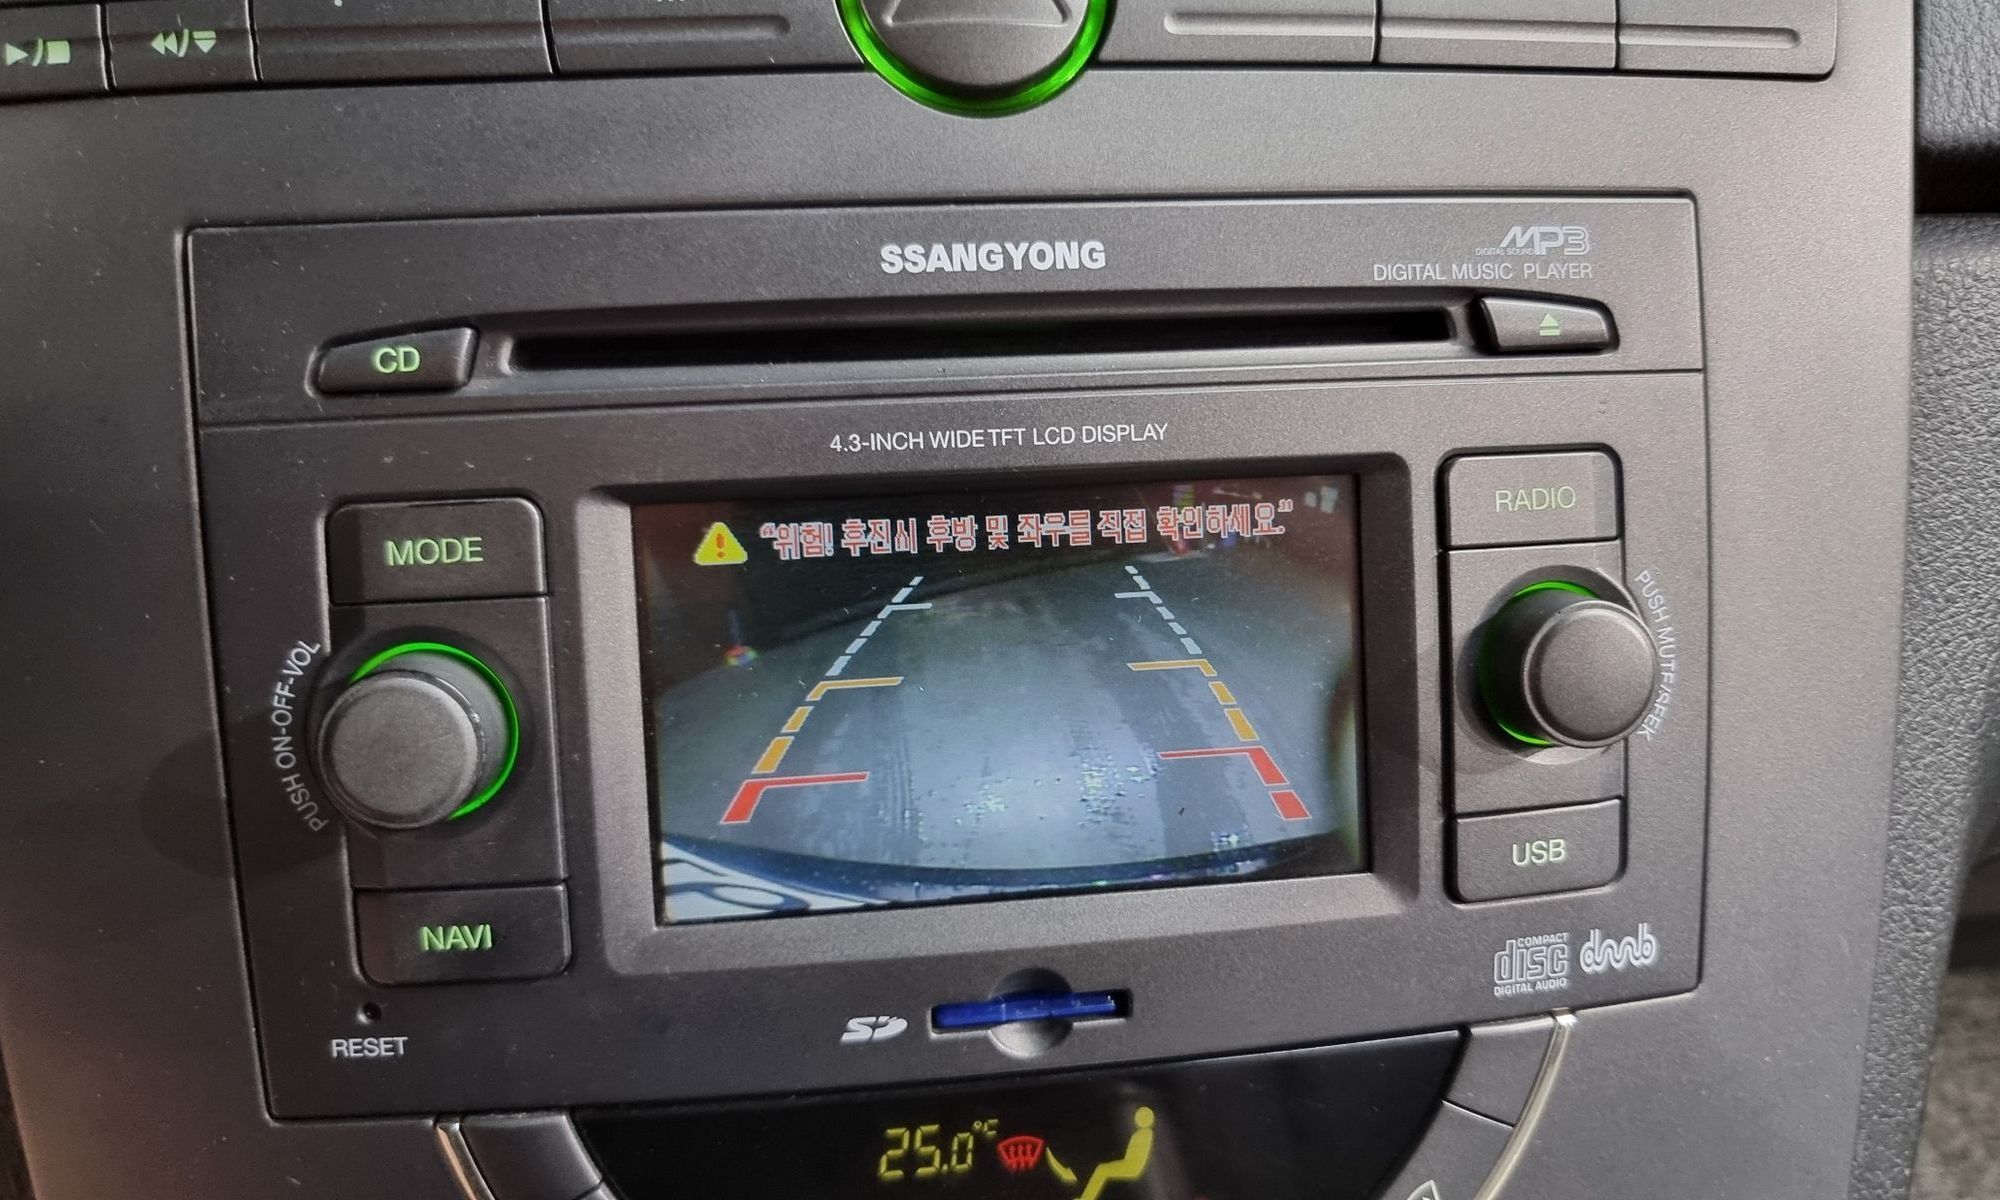 SSANGYONG
MP3
DIGITAL SOUND
DIGITAL MUSIC PLAYER
CD
4.3-INCH WIDE TFT LCD DISPLAY
MODE
RADIO
"위험! 후진시 후방 및 좌우를 직접 확인하세요."
PUSH ON-OFF-VOL
PUSH MUTE/SEEK
NAVI
USB
COMPACT
disc
DIGITAL AUDIO
dmb
SD
RESET
25.0°C